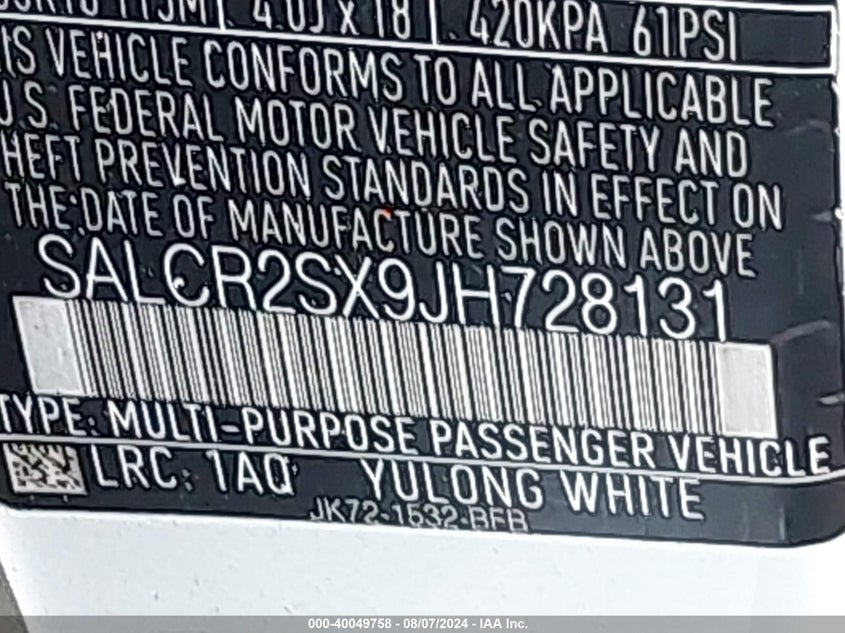 115M 4.0J x 18 420KPA 61PSI
VEHICLE CONFORMS TO ALL APPLICABLE
U.S. FEDERAL MOTOR VEHICLE SAFETY AND
HEFT PREVENTION STANDARDS IN EFFECT ON
THE DATE OF MANUFACTURE SHOWN ABOVE
SALCR2SX9JH728131
TYPE: MULTI-PURPOSE PASSENGER VEHICLE
LRC: 1AQ YULONG WHITE
JK72-1532-BFB
000-40049758 - 08/07/2024 - IAA Inc.